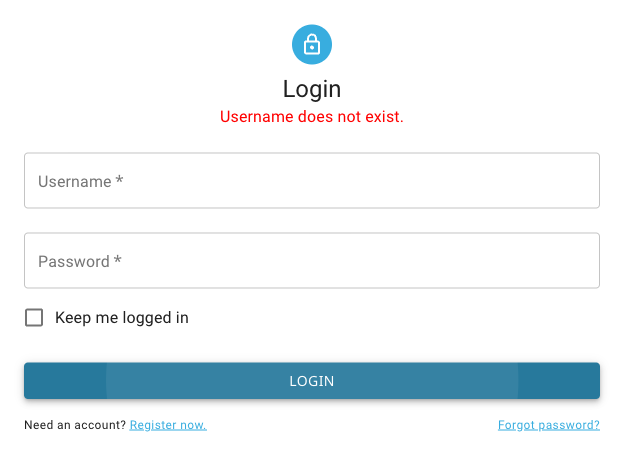 Login
Username does not exist.
Username *
Password *
Keep me logged in
LOGIN
Need an account? Register now. Forgot password?